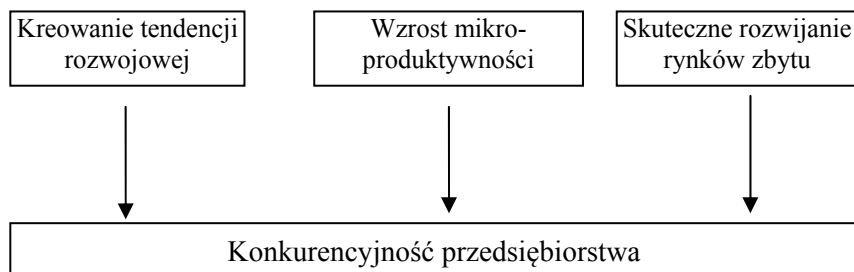 Kreowanie tendencji
rozwojowej
Wzrost mikro-
produktywności
Skuteczne rozwijanie
rynków zbytu
Konkurencyjność przedsiębiorstwa